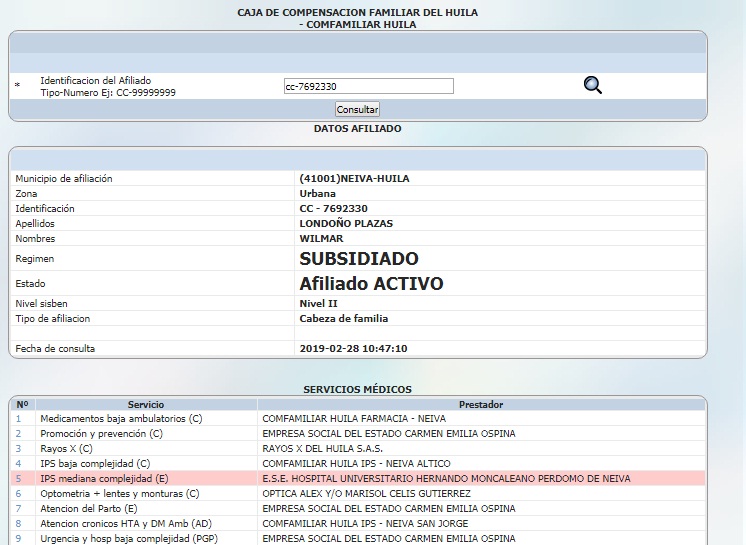 CAJA DE COMPENSACION FAMILIAR DEL HUILA
- COMFAMILIAR HUILA
* Identificacion del Afiliado
Tipo-Numero Ej: CC-99999999 cc-7692330
Consultar
DATOS AFILIADO
Municipio de afiliación (41001)NEIVA-HUILA
Zona Urbana
Identificación CC - 7692330
Apellidos LONDOÑO PLAZAS
Nombres WILMAR
Regimen SUBSIDIADO
Estado Afiliado ACTIVO
Nivel sisben Nivel II
Tipo de afiliacion Cabeza de familia
Fecha de consulta 2019-02-28 10:47:10
SERVICIOS MÉDICOS
Nº Servicio Prestador
1 Medicamentos baja ambulatorios (C) COMFAMILIAR HUILA FARMACIA - NEIVA
2 Promoción y prevención (C) EMPRESA SOCIAL DEL ESTADO CARMEN EMILIA OSPINA
3 Rayos X (C) RAYOS X DEL HUILA S.A.S.
4 IPS baja complejidad (C) COMFAMILIAR HUILA IPS - NEIVA ALTICO
5 IPS mediana complejidad (E) E.S.E. HOSPITAL UNIVERSITARIO HERNANDO MONCALEANO PERDOMO DE NEIVA
6 Optometria + lentes y monturas (C) OPTICA ALEX Y/O MARISOL CELIS GUTIERREZ
7 Atencion del Parto (E) EMPRESA SOCIAL DEL ESTADO CARMEN EMILIA OSPINA
8 Atencion cronicos HTA y DM Amb (AD) COMFAMILIAR HUILA IPS - NEIVA SAN JORGE
9 Urgencia y hosp baja complejidad (PGP) EMPRESA SOCIAL DEL ESTADO CARMEN EMILIA OSPINA